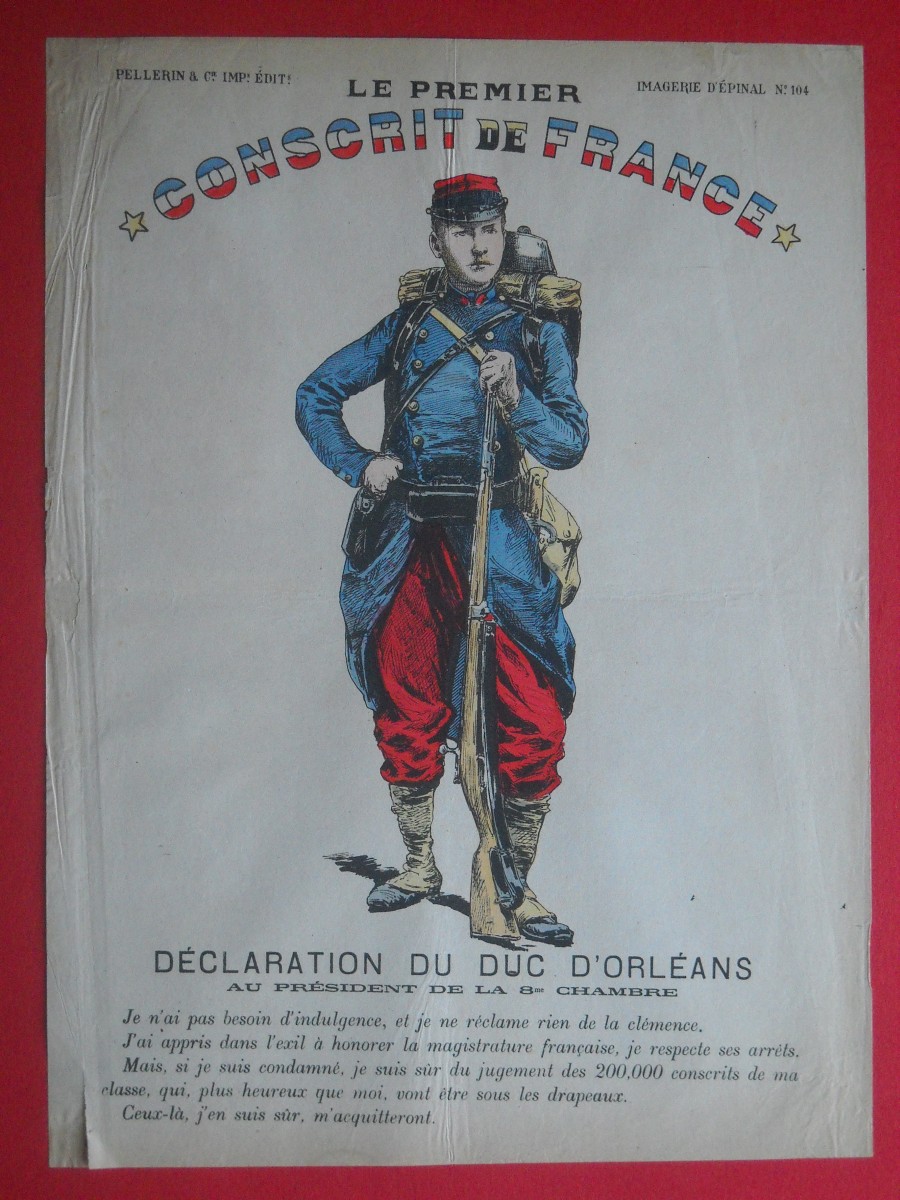 PELLERIN & Cie IMP. ÉDIT.
IMAGERIE D'ÉPINAL No. 104
LE PREMIER
CONSCRIT DE FRANCE
DÉCLARATION DU DUC D'ORLÉANS
AU PRÉSIDENT DE LA 8me CHAMBRE
Je n'ai pas besoin d'indulgence, et je ne réclame rien de la clémence.
J'ai appris dans l'exil à honorer la magistrature française, je respecte ses arrêts.
Mais, si je suis condamné, je suis sûr du jugement des 200,000 conscrits de ma
classe, qui, plus heureux que moi, vont être sous les drapeaux.
Ceux-là, j'en suis sûr, m'acquitteront.